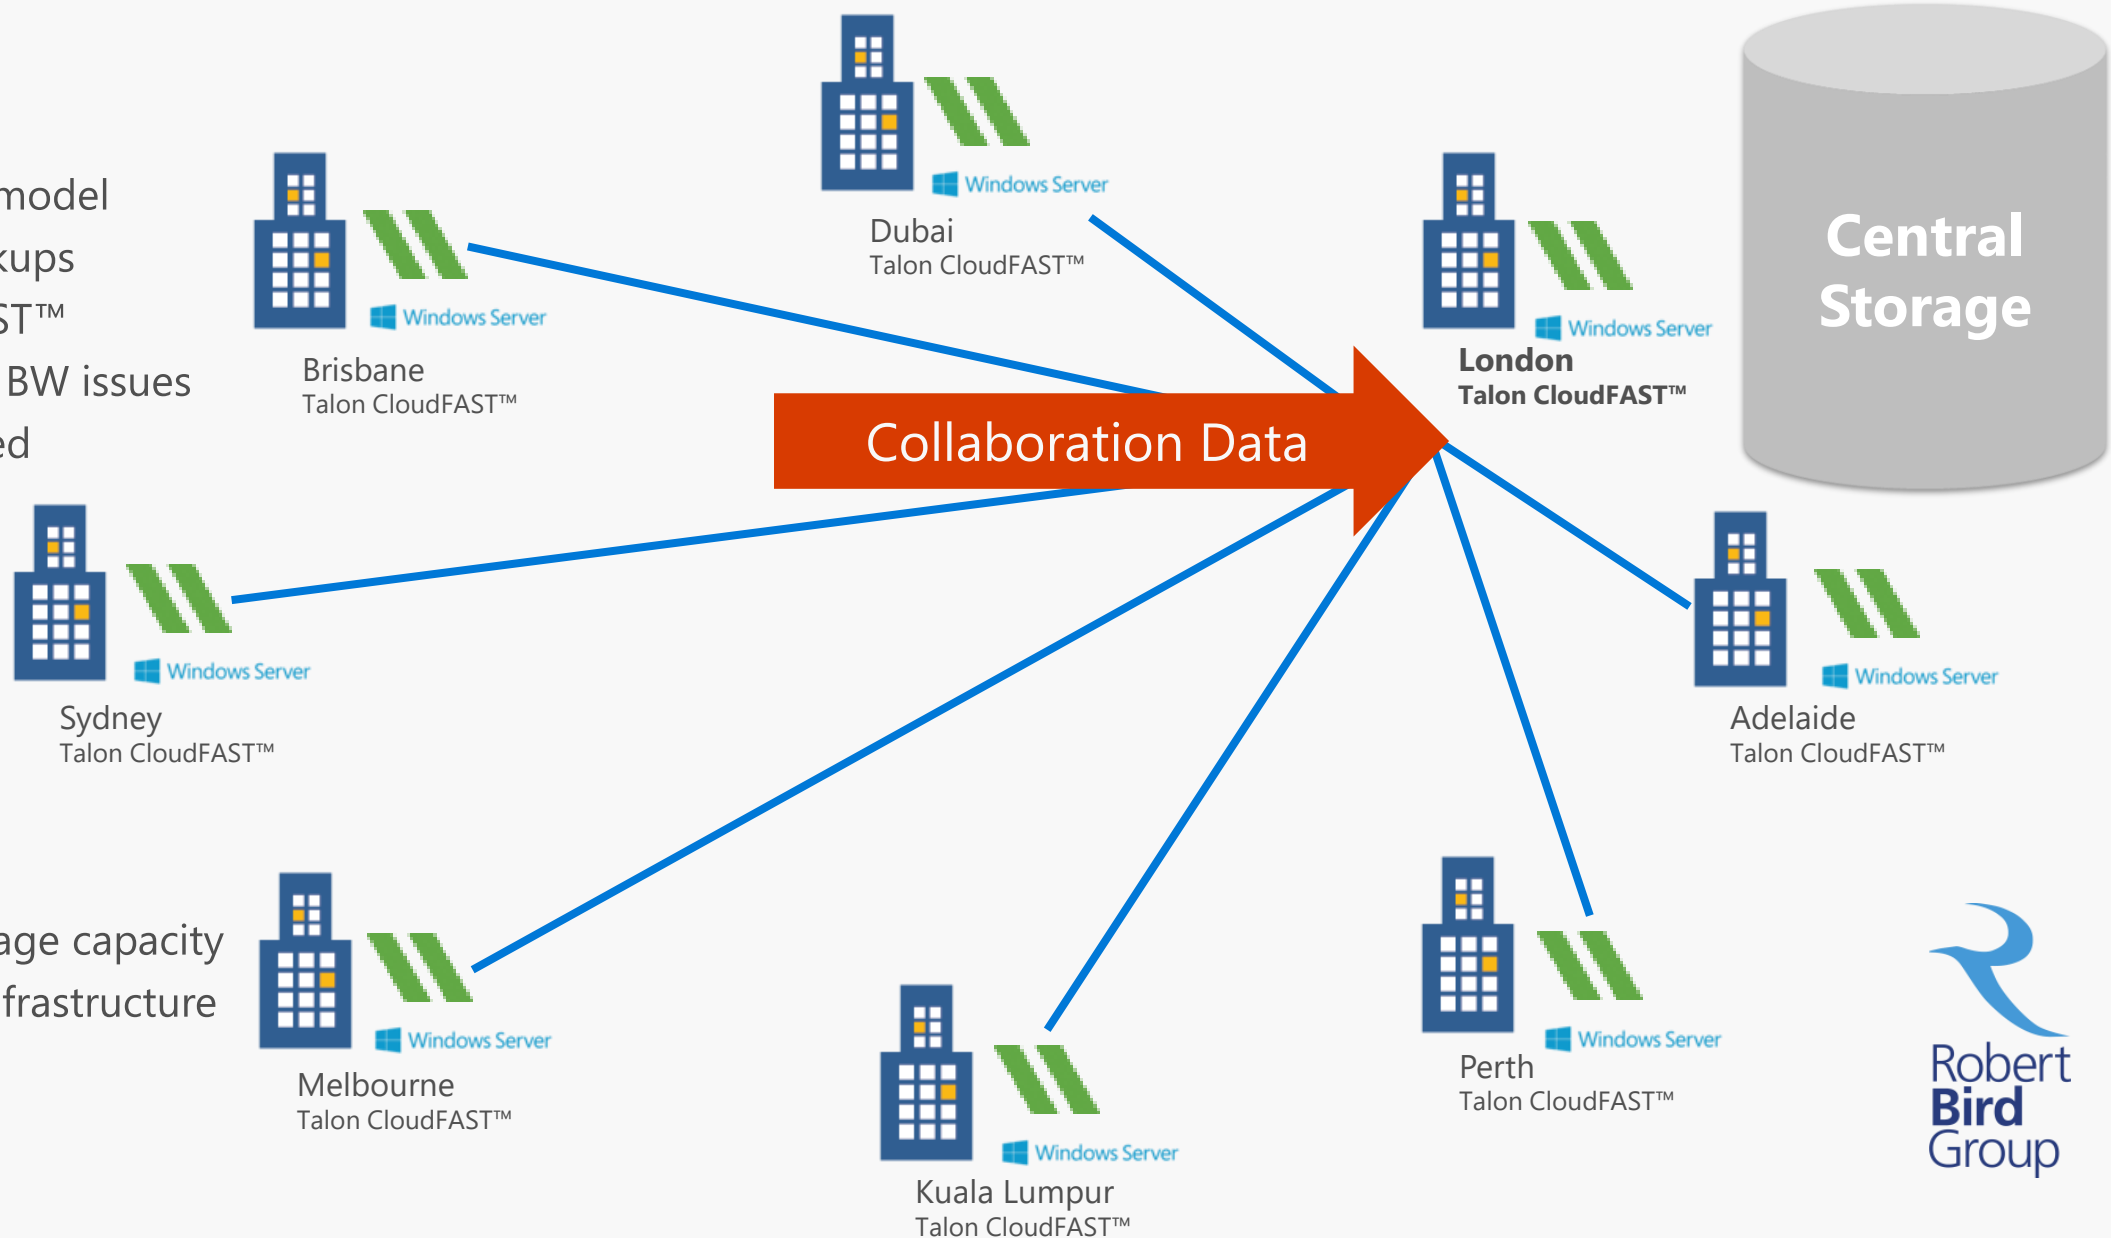 model
kups
ST™
BW issues
ed
age capacity
frastructure
Windows Server
Brisbane
Talon CloudFAST™
Windows Server
Dubai
Talon CloudFAST™
Windows Server
London
Talon CloudFAST™
Central
Storage
Collaboration Data
Windows Server
Sydney
Talon CloudFAST™
Windows Server
Adelaide
Talon CloudFAST™
Windows Server
Melbourne
Talon CloudFAST™
Windows Server
Kuala Lumpur
Talon CloudFAST™
Windows Server
Perth
Talon CloudFAST™
Robert
Bird
Group